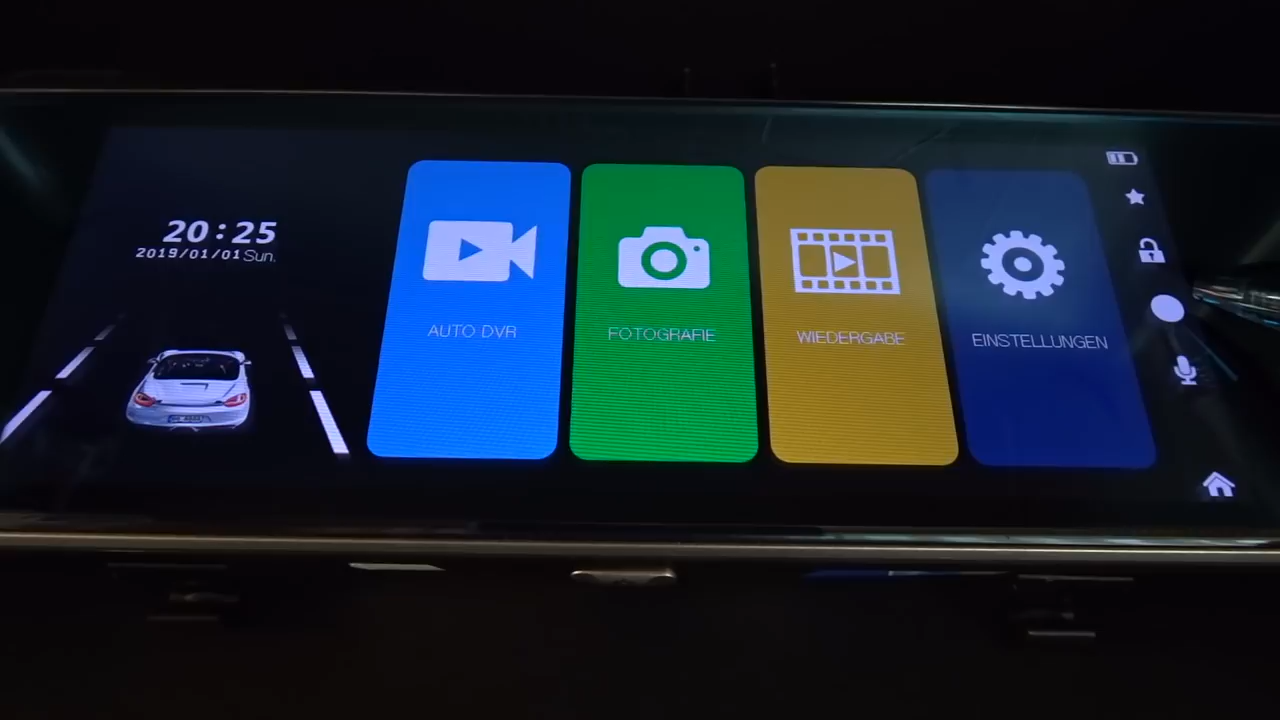 20:25
2019/01/01 Sun.
AUTO DVR
FOTOGRAFIE
WIEDERGABE
EINSTELLUNGEN